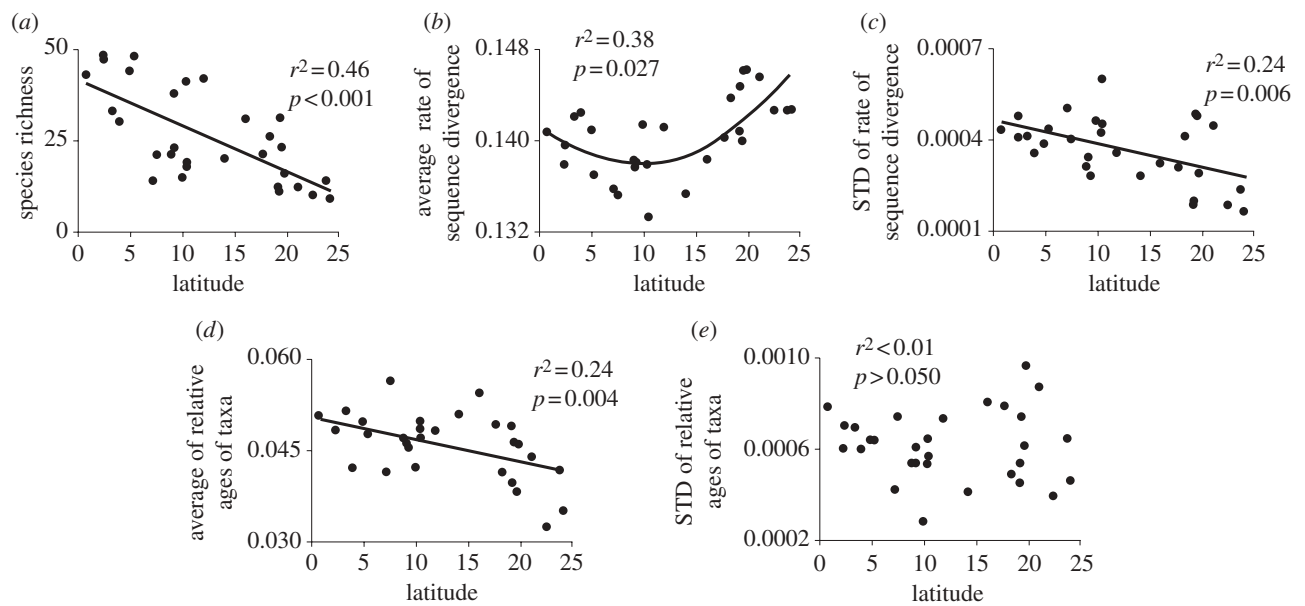 (a)
species richness
50
25
0
0 5 10 15 20 25
latitude
r² = 0.46
p < 0.001
(b)
average rate of
sequence divergence
0.148
0.140
0.132
0 5 10 15 20 25
latitude
r² = 0.38
p = 0.027
(c)
STD of rate of
sequence divergence
0.0007
0.0004
0.0001
0 5 10 15 20 25
latitude
r² = 0.24
p = 0.006
(d)
average of relative
ages of taxa
0.060
0.045
0.030
0 5 10 15 20 25
latitude
r² = 0.24
p = 0.004
(e)
STD of relative
ages of taxa
0.0010
0.0006
0.0002
0 5 10 15 20 25
latitude
r² < 0.01
p > 0.050